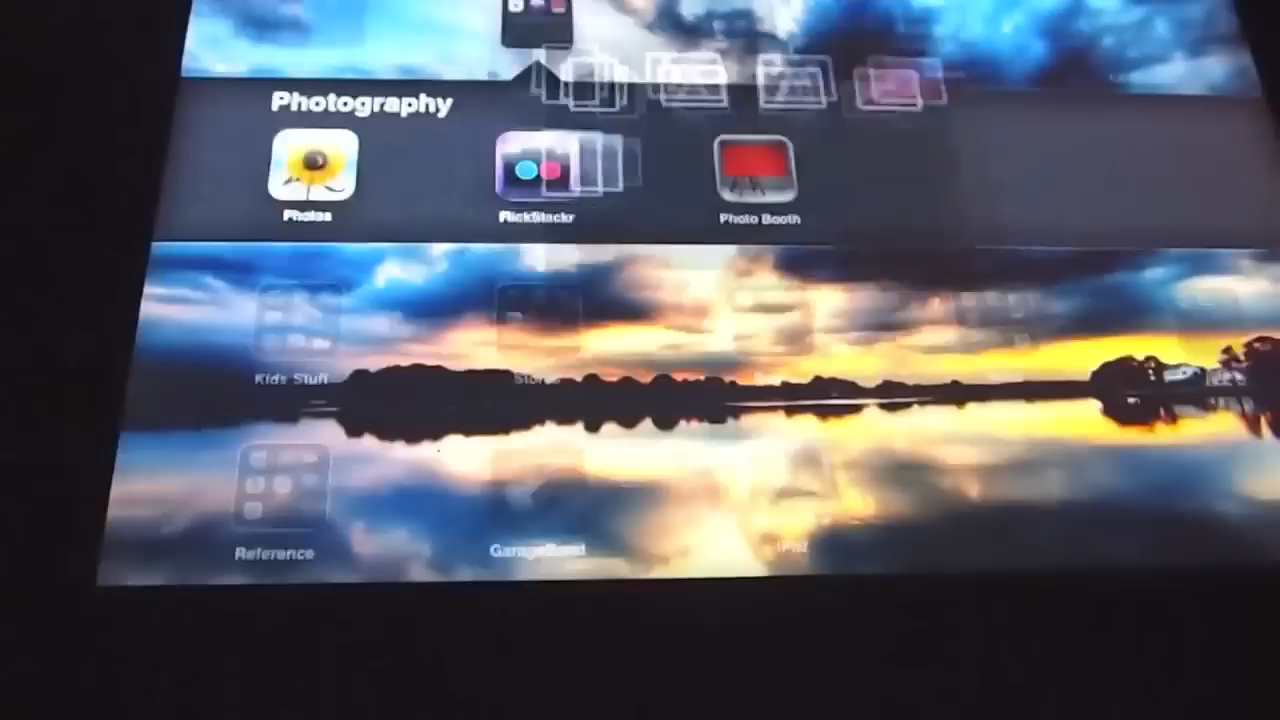 Photography
Photos
FlickStackr
Photo Booth
Kids Stuff
Reference
GarageBand